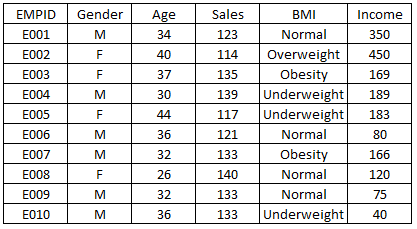 EMPID Gender Age Sales BMI Income
E001 M 34 123 Normal 350
E002 F 40 114 Overweight 450
E003 F 37 135 Obesity 169
E004 M 30 139 Underweight 189
E005 F 44 117 Underweight 183
E006 M 36 121 Normal 80
E007 M 32 133 Obesity 166
E008 F 26 140 Normal 120
E009 M 32 133 Normal 75
E010 M 36 133 Underweight 40